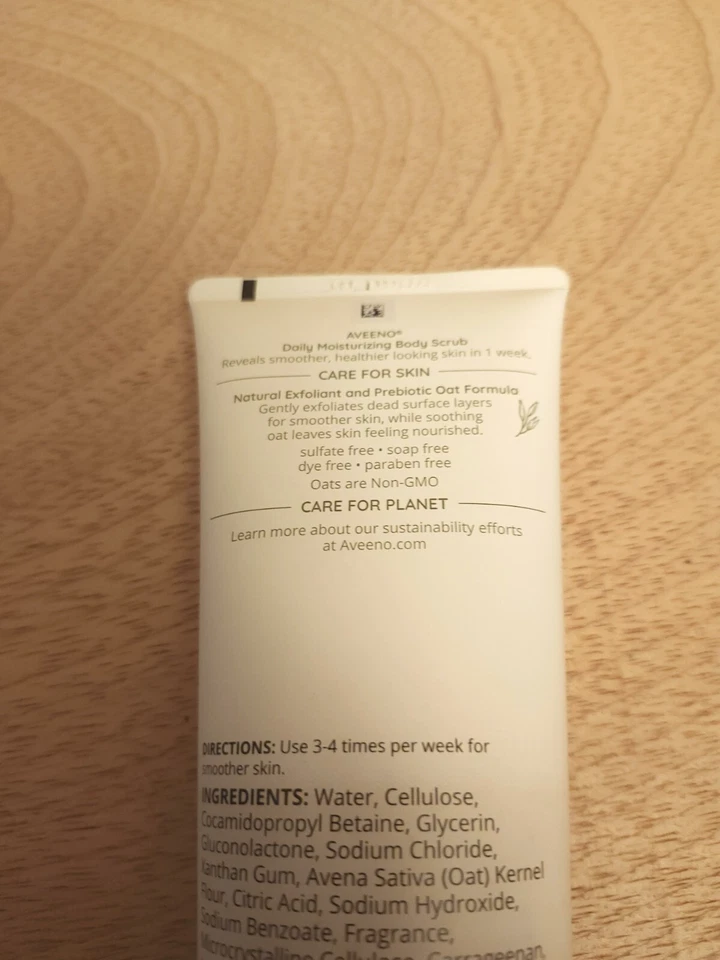 AVEENO®
Daily Moisturizing Body Scrub
Reveals smoother, healthier looking skin in 1 week.
CARE FOR SKIN
Natural Exfoliant and Prebiotic Oat Formula
Gently exfoliates dead surface layers
for smoother skin, while soothing
oat leaves skin feeling nourished.
sulfate free • soap free
dye free • paraben free
Oats are Non-GMO
CARE FOR PLANET
Learn more about our sustainability efforts
at Aveeno.com
DIRECTIONS: Use 3-4 times per week for
smoother skin.
INGREDIENTS: Water, Cellulose,
Cocamidopropyl Betaine, Glycerin,
Gluconolactone, Sodium Chloride,
Xanthan Gum, Avena Sativa (Oat) Kernel
Flour, Citric Acid, Sodium Hydroxide,
Sodium Benzoate, Fragrance,
Microcrystalline Cellulose, Carrageenan,